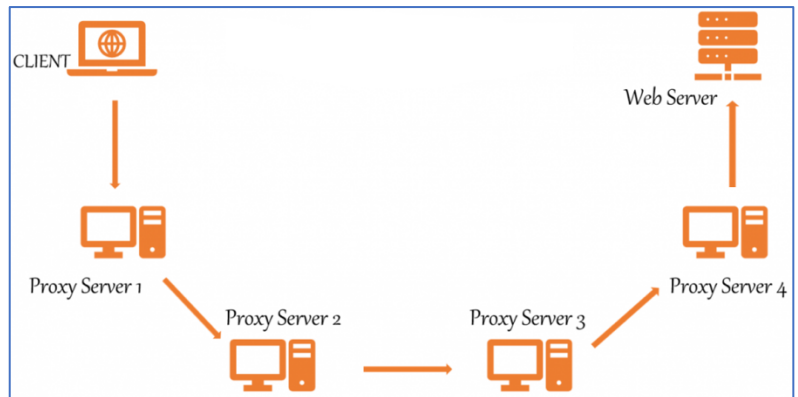 CLIENT
Web Server
Proxy Server 1
Proxy Server 4
Proxy Server 2
Proxy Server 3